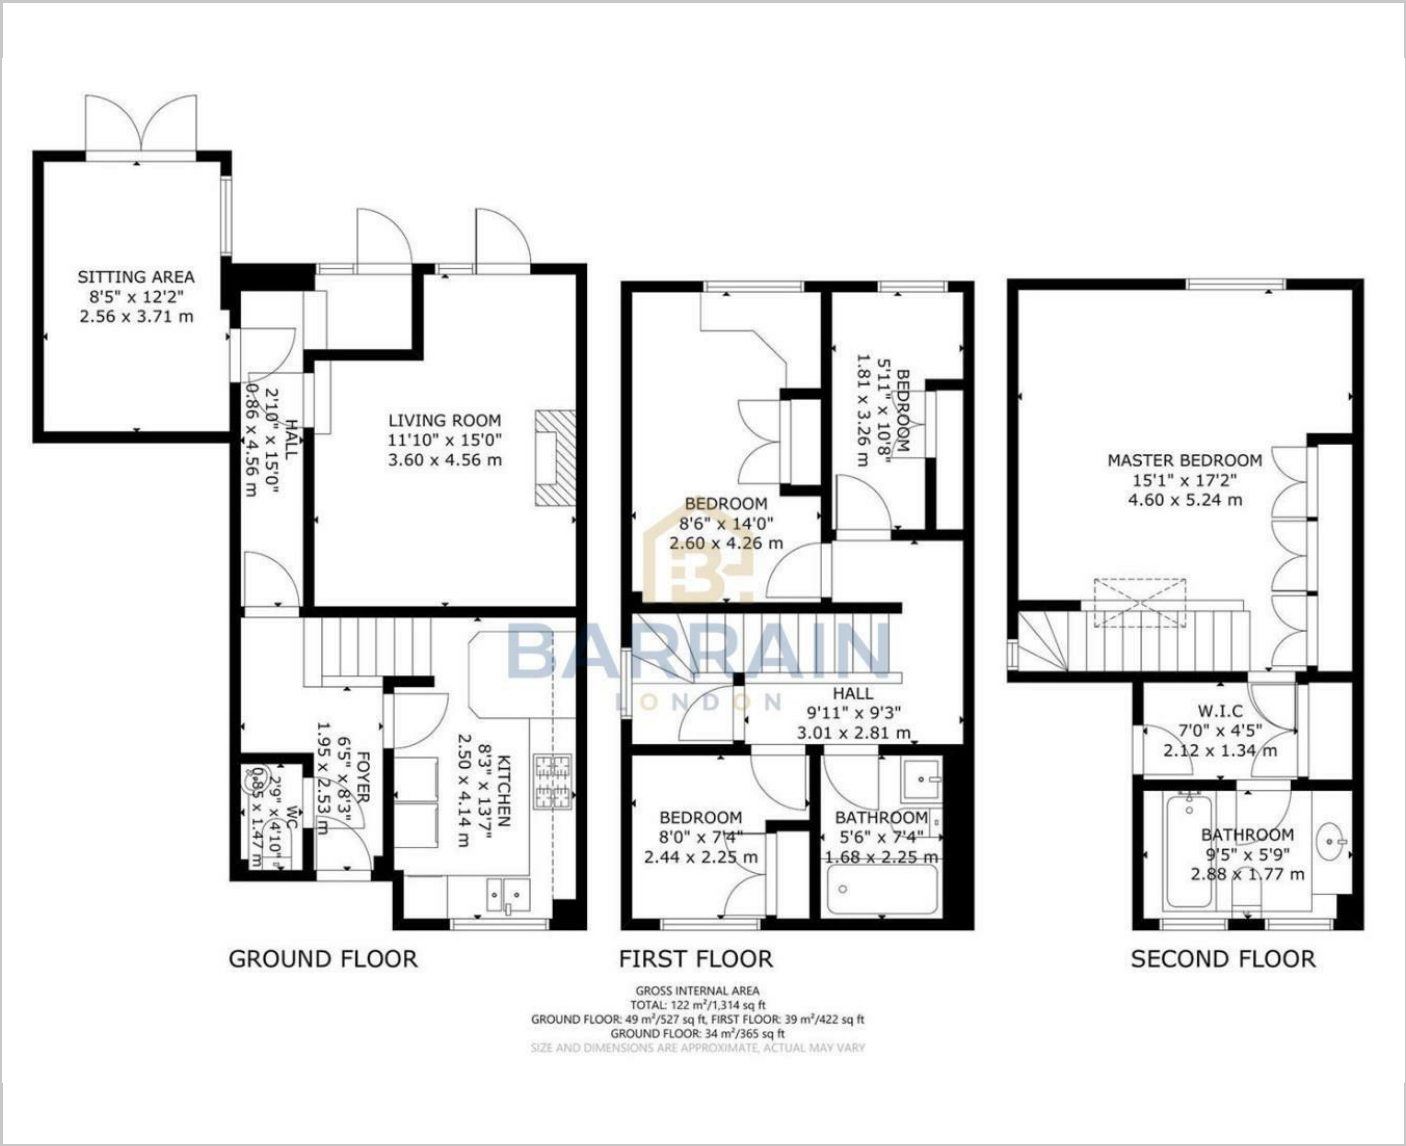 SITTING AREA
8'5" x 12'2"
2.56 x 3.71 m
HALL
2'10" x 15'0"
0.86 x 4.56 m
LIVING ROOM
11'10" x 15'0"
3.60 x 4.56 m
FOYER
6'5" x 8'3"
1.95 x 2.53 m
WC
2'9" x 4'10"
0.85 x 1.47 m
KITCHEN
8'3" x 13'7"
2.50 x 4.14 m
GROUND FLOOR
BEDROOM
8'6" x 14'0"
2.60 x 4.26 m
BEDROOM
5'11" x 10'8"
1.81 x 3.26 m
BARRAIN
LONDON
HALL
9'11" x 9'3"
3.01 x 2.81 m
BEDROOM
8'0" x 7'4"
2.44 x 2.25 m
BATHROOM
5'6" x 7'4"
1.68 x 2.25 m
FIRST FLOOR
MASTER BEDROOM
15'1" x 17'2"
4.60 x 5.24 m
W.I.C
7'0" x 4'5"
2.12 x 1.34 m
BATHROOM
9'5" x 5'9"
2.88 x 1.77 m
SECOND FLOOR
GROSS INTERNAL AREA
TOTAL: 122 m²/1,314 sq ft
GROUND FLOOR: 49 m²/527 sq ft, FIRST FLOOR: 39 m²/422 sq ft
GROUND FLOOR: 34 m²/365 sq ft
SIZE AND DIMENSIONS ARE APPROXIMATE, ACTUAL MAY VARY